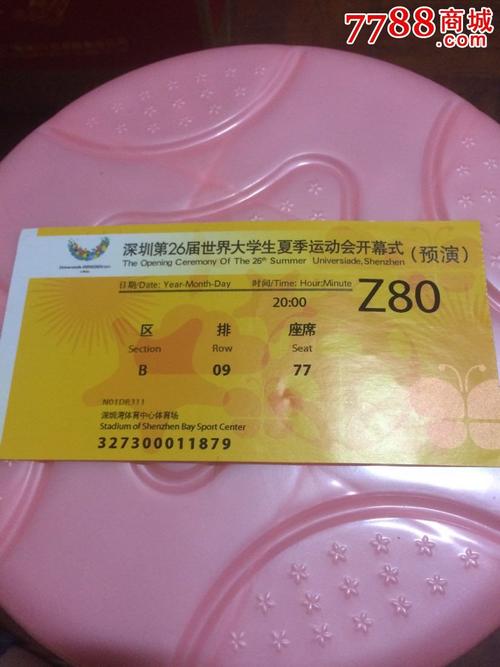 7788商城
.com
深圳第26届世界大学生夏季运动会开幕式（预演）
The Opening Ceremony Of The 26th Summer Universiade, Shenzhen
日期/Date: Year-Month-Day 时间/Time: Hour:Minute
20:00
Z80
区 排 座席
Section Row Seat
B 09 77
N01DB311
深圳湾体育中心体育场
Stadium of Shenzhen Bay Sport Center
327300011879